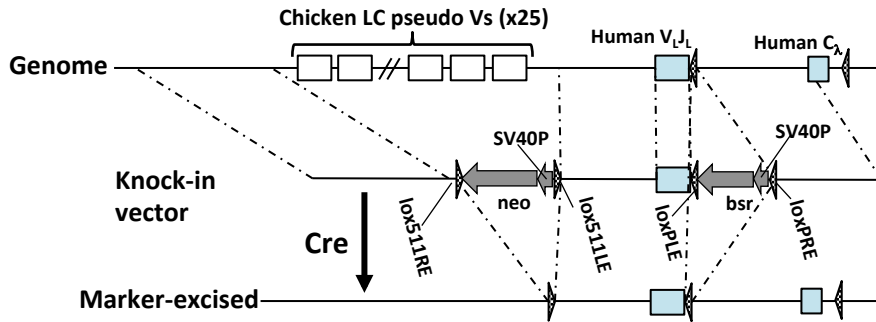 Chicken LC pseudo Vs (x25)
Human VLJL
Human Cλ
Genome
SV40P
SV40P
Knock-in
vector
neo
bsr
lox511RE
lox511LE
loxPLE
loxPRE
Cre
Marker-excised